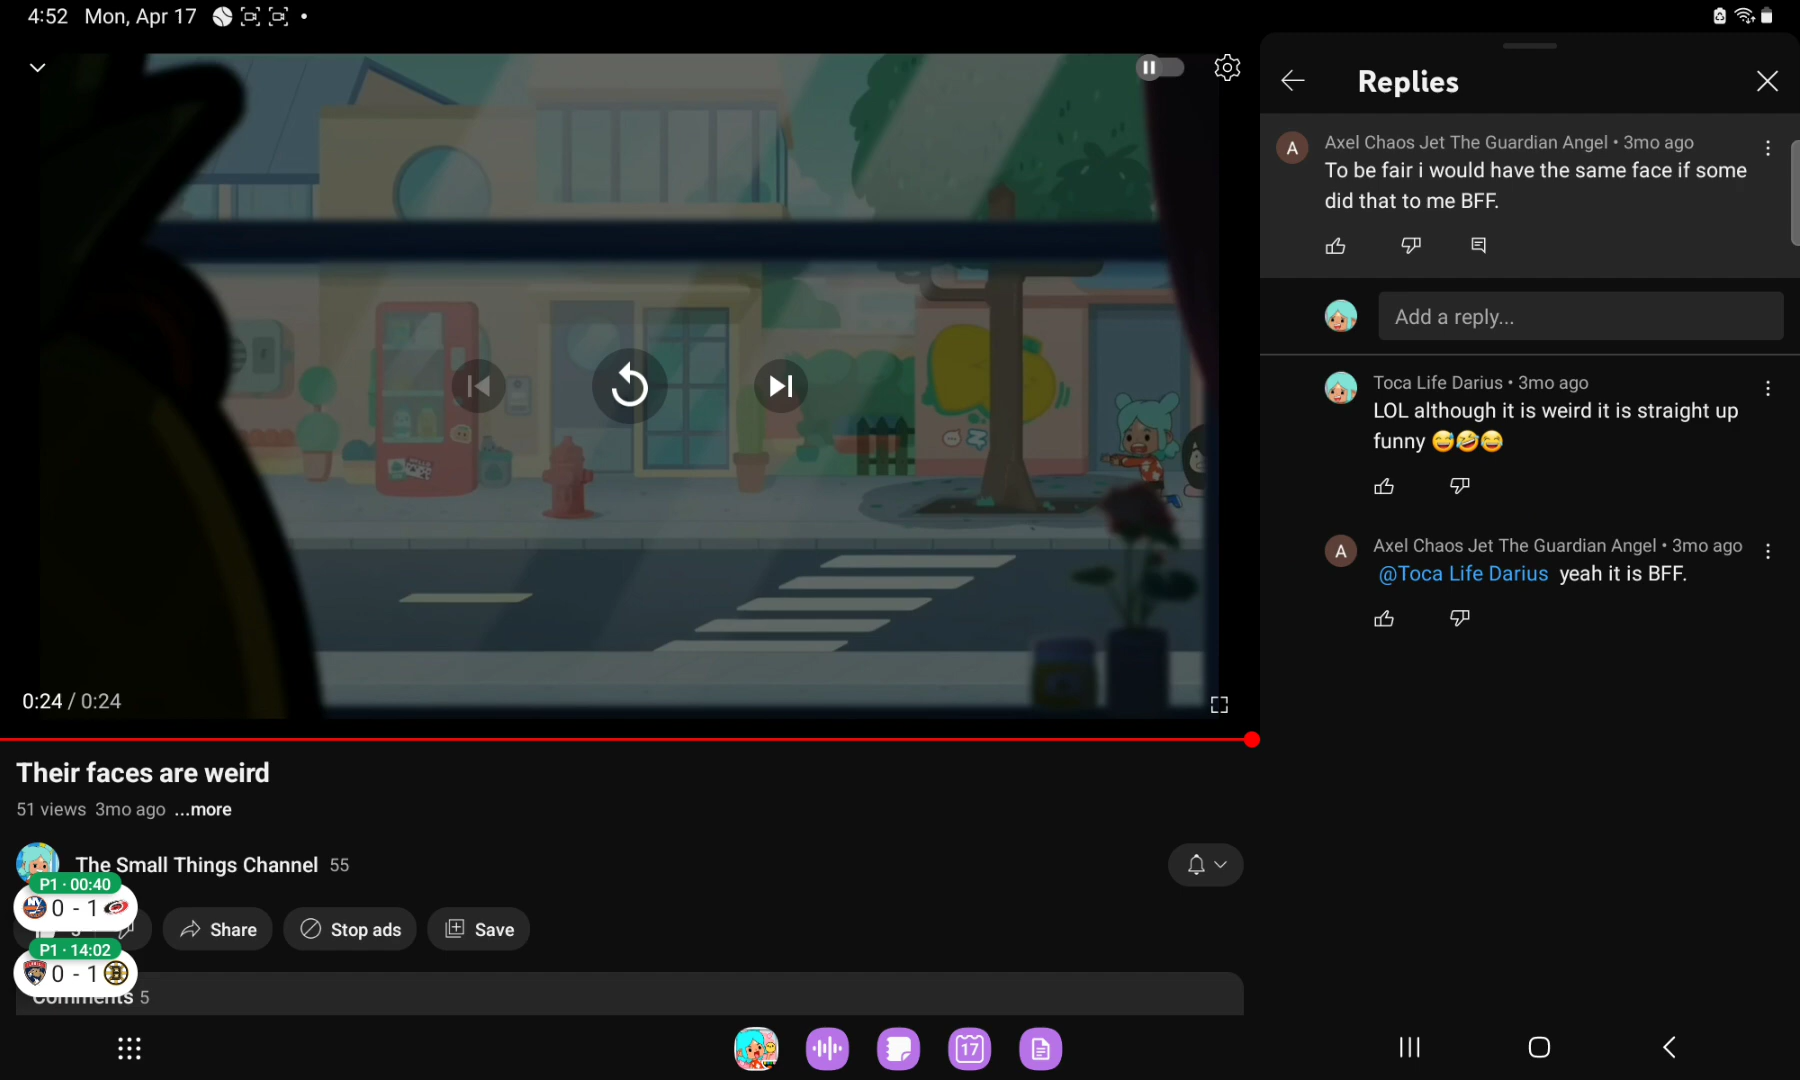 4:52 Mon, Apr 17
Replies
Axel Chaos Jet The Guardian Angel • 3mo ago
To be fair i would have the same face if some
did that to me BFF.
Add a reply...
Toca Life Darius • 3mo ago
LOL although it is weird it is straight up
funny 😅🤣😂
Axel Chaos Jet The Guardian Angel • 3mo ago
@Toca Life Darius yeah it is BFF.
0:24 / 0:24
Their faces are weird
51 views 3mo ago ...more
The Small Things Channel 55
P1 · 00:40
0 - 1
Share
Stop ads
Save
P1 · 14:02
0 - 1
Comments 5
17